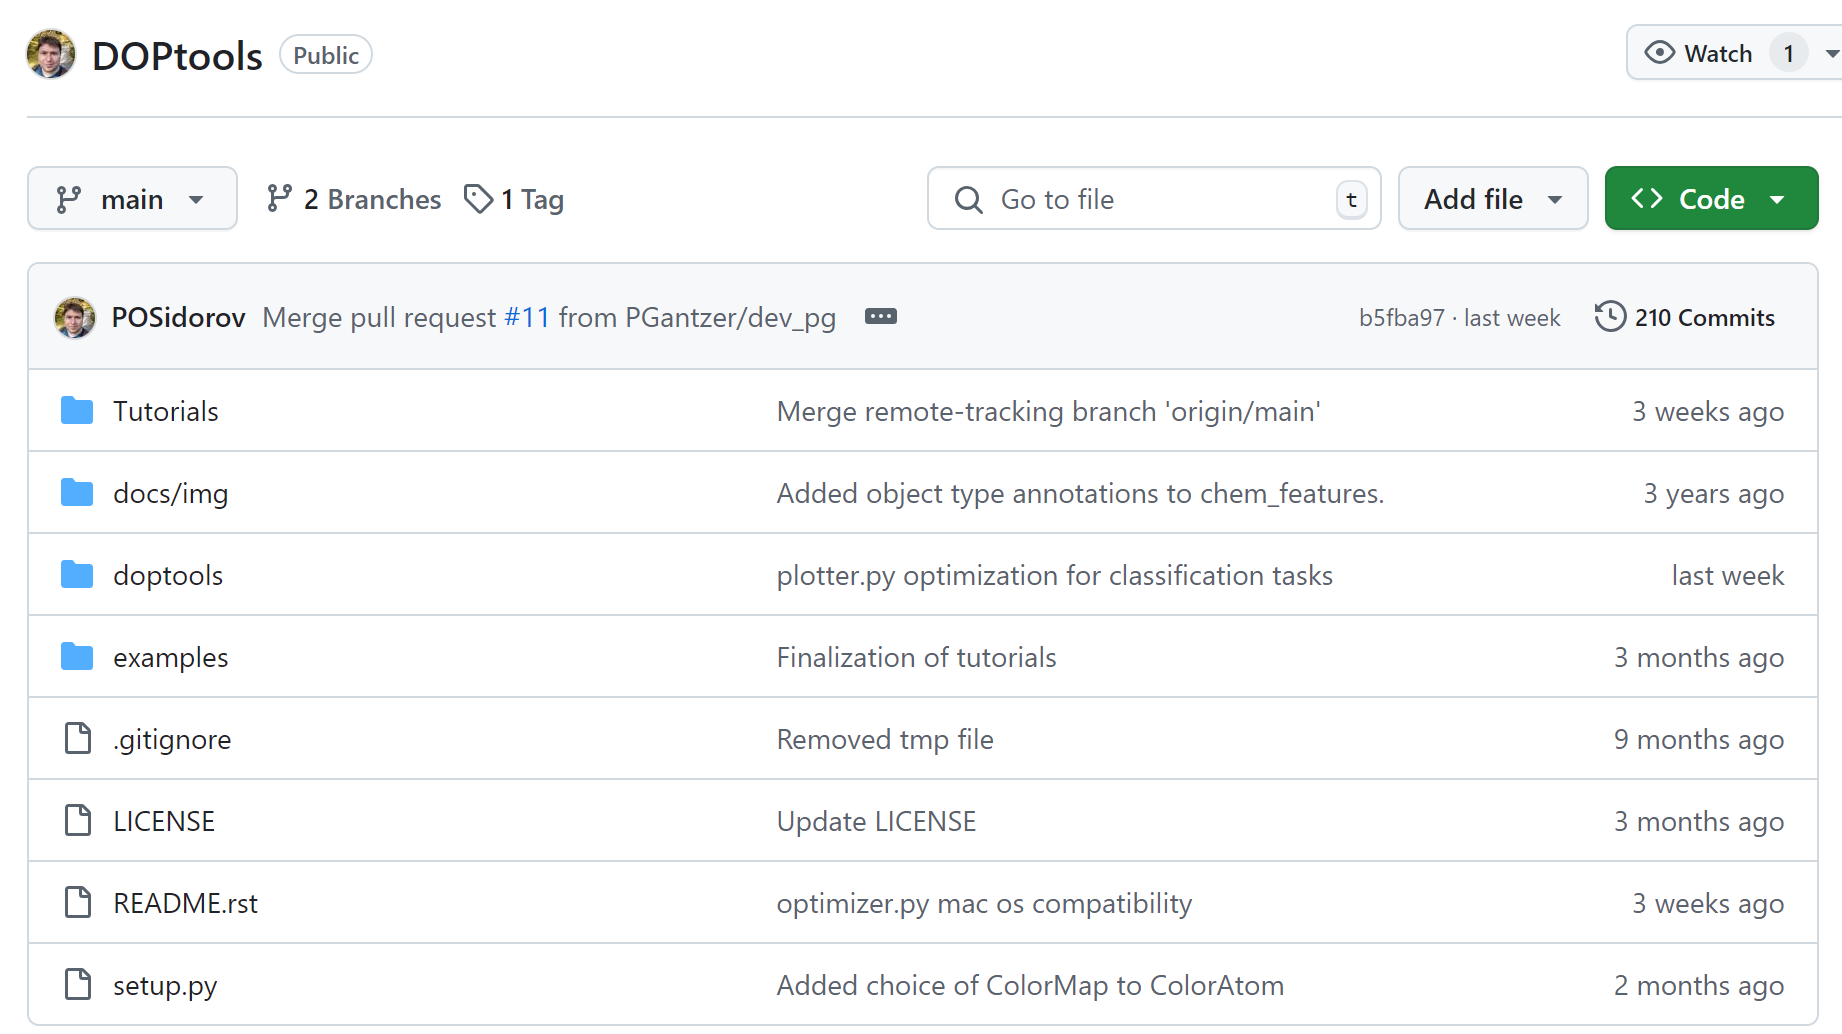 DOPtools Public Watch 1
main 2 Branches 1 Tag Go to file t Add file Code
POSidorov Merge pull request #11 from PGantzer/dev_pg b5fba97 · last week 210 Commits
Tutorials Merge remote-tracking branch 'origin/main' 3 weeks ago
docs/img Added object type annotations to chem_features. 3 years ago
doptools plotter.py optimization for classification tasks last week
examples Finalization of tutorials 3 months ago
.gitignore Removed tmp file 9 months ago
LICENSE Update LICENSE 3 months ago
README.rst optimizer.py mac os compatibility 3 weeks ago
setup.py Added choice of ColorMap to ColorAtom 2 months ago